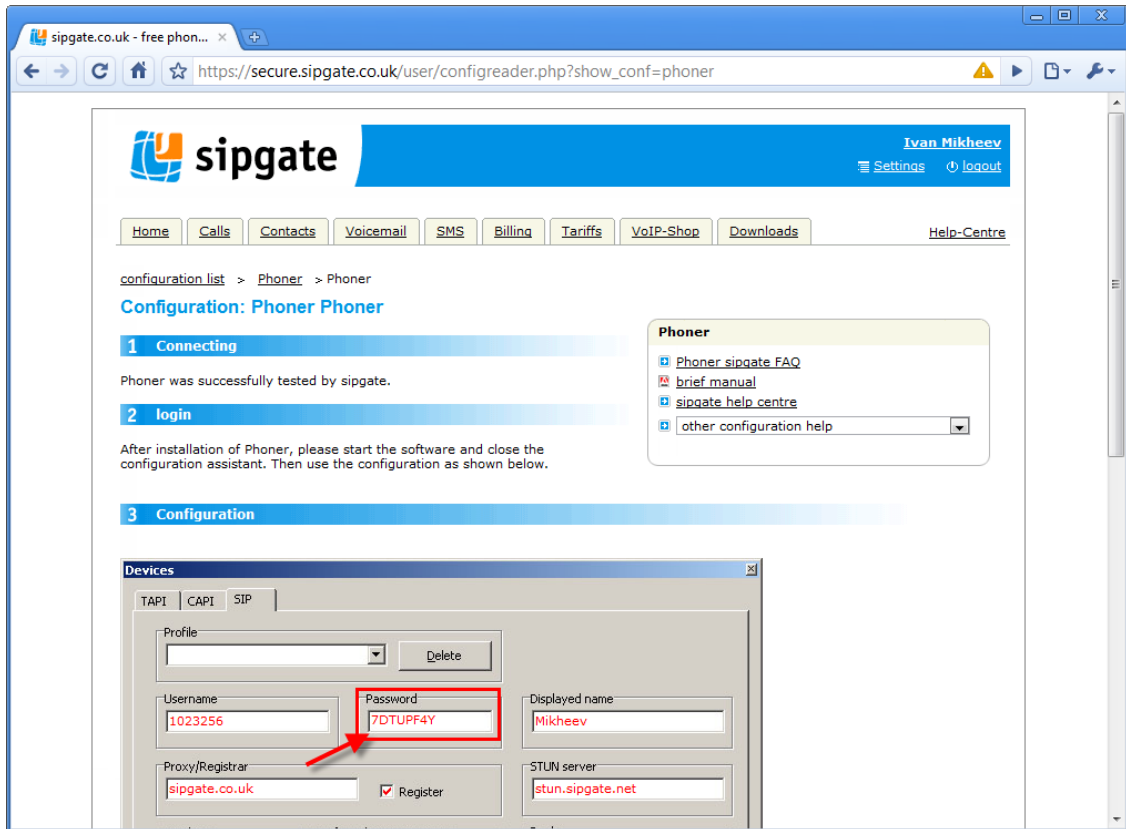 sipgate.co.uk - free phon...
https://secure.sipgate.co.uk/user/configreader.php?show_conf=phoner
sipgate
Ivan Mikheev
Settings logout
Home Calls Contacts Voicemail SMS Billing Tariffs VoIP-Shop Downloads Help-Centre
configuration list > Phoner > Phoner
Configuration: Phoner Phoner
1 Connecting
Phoner was successfully tested by sipgate.
2 login
After installation of Phoner, please start the software and close the
configuration assistant. Then use the configuration as shown below.
Phoner
Phoner sipgate FAQ
brief manual
sipgate help centre
other configuration help
3 Configuration
Devices
TAPI CAPI SIP
Profile
Delete
Username Password Displayed name
1023256 7DTUPF4Y Mikheev
Proxy/Registrar STUN server
sipgate.co.uk Register stun.sipgate.net